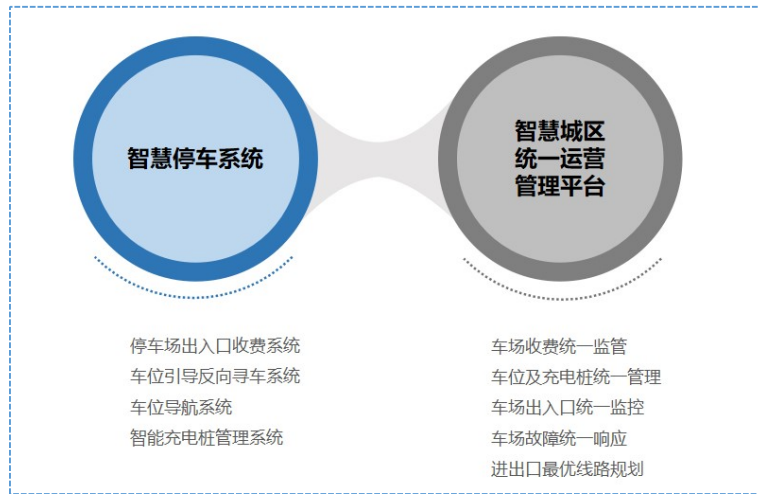 智慧停车系统
智慧城区
统一运营
管理平台
停车场出入口收费系统
车位引导反向寻车系统
车位导航系统
智能充电桩管理系统
车场收费统一监管
车位及充电桩统一管理
车场出入口统一监控
车场故障统一响应
进出口最优线路规划